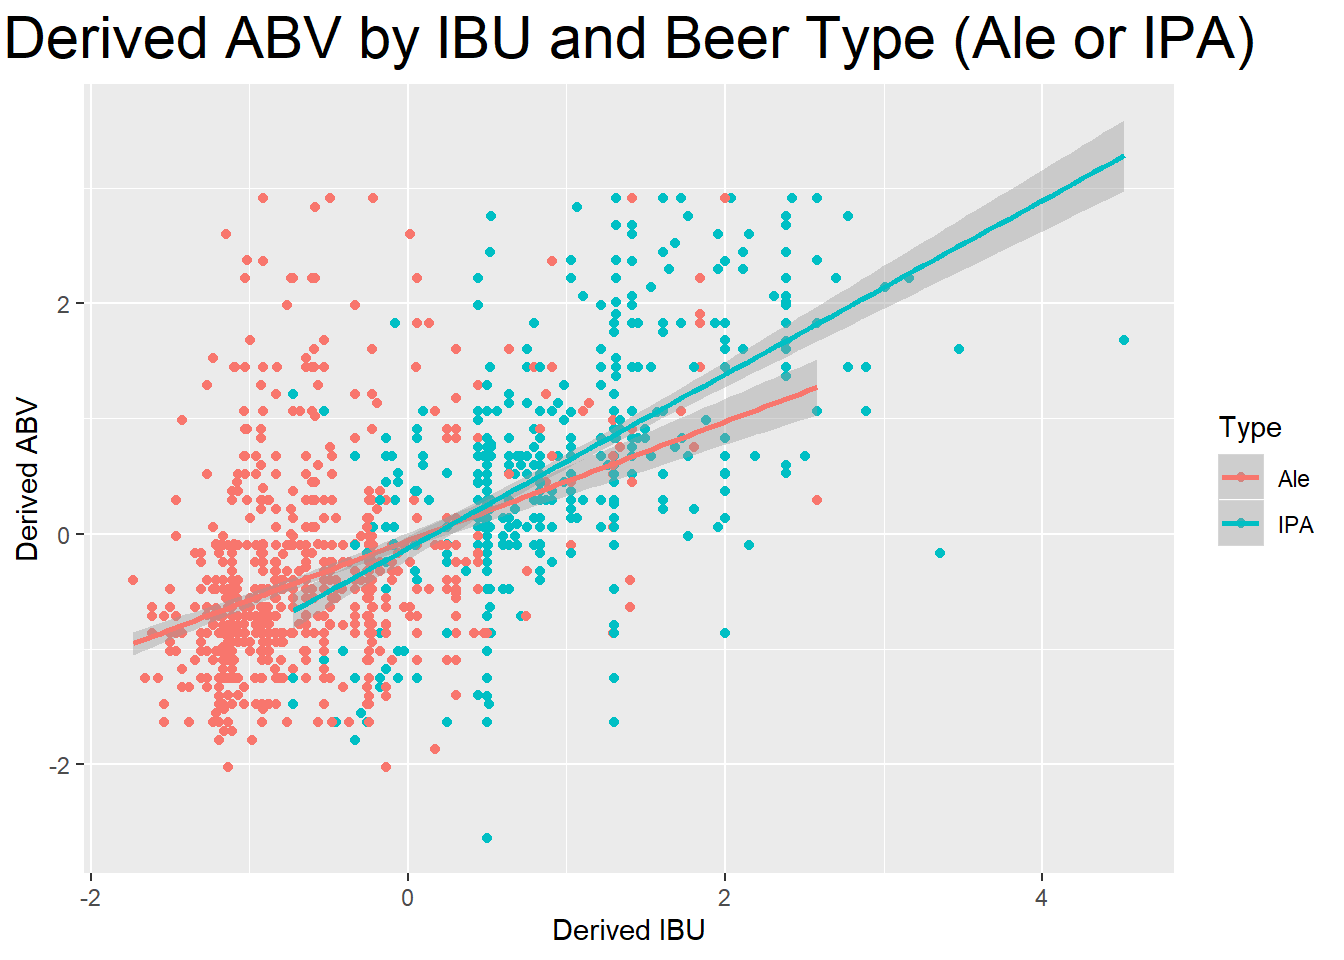 Derived ABV by IBU and Beer Type (Ale or IPA)
Derived ABV
2
0
-2
-2
0
2
4
Derived IBU
Type
Ale
IPA